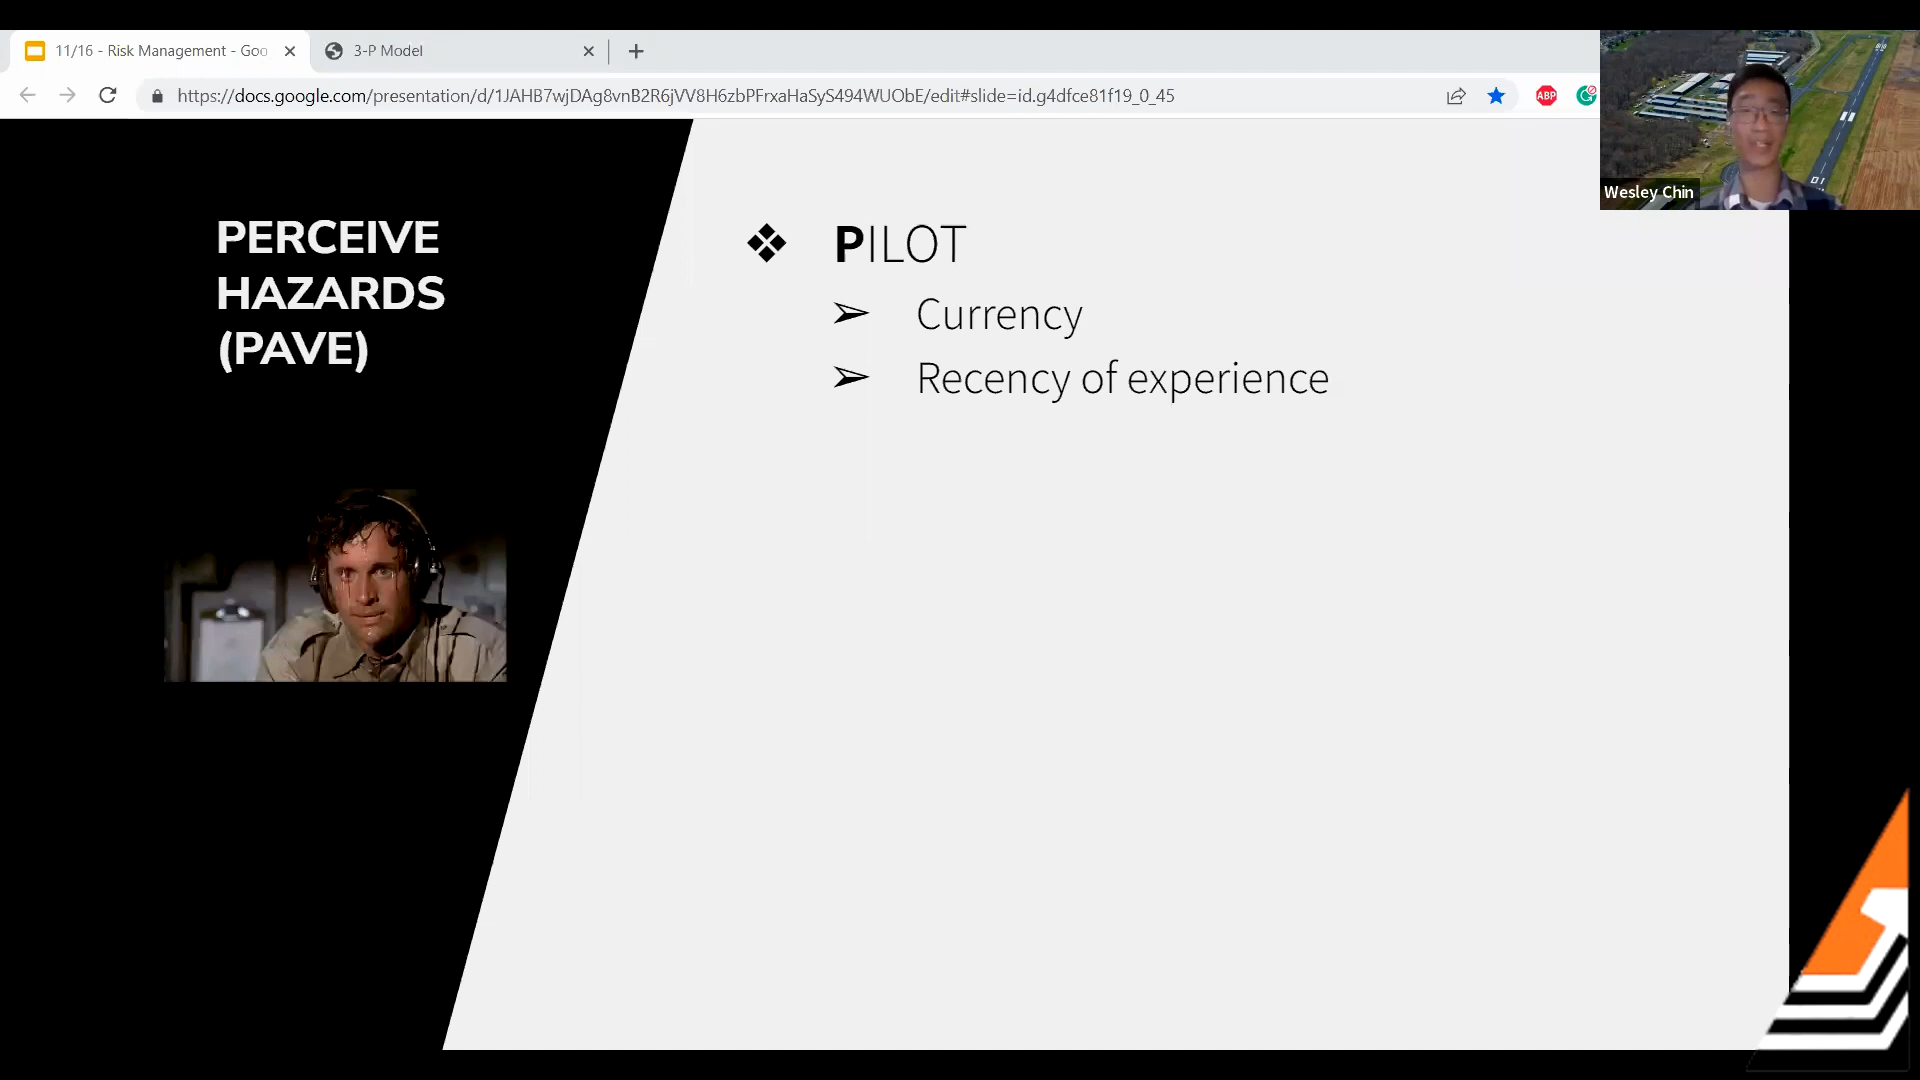 11/16 - Risk Management - Goo
3-P Model
https://docs.google.com/presentation/d/1JAHB7wjDAg8vnB2R6jVV8H6zbPFrxaHaSyS494WUObE/edit#slide=id.g4dfce81f19_0_45
ABP
Wesley Chin
01
PERCEIVE
HAZARDS
(PAVE)
❖ PILOT
➢ Currency
➢ Recency of experience